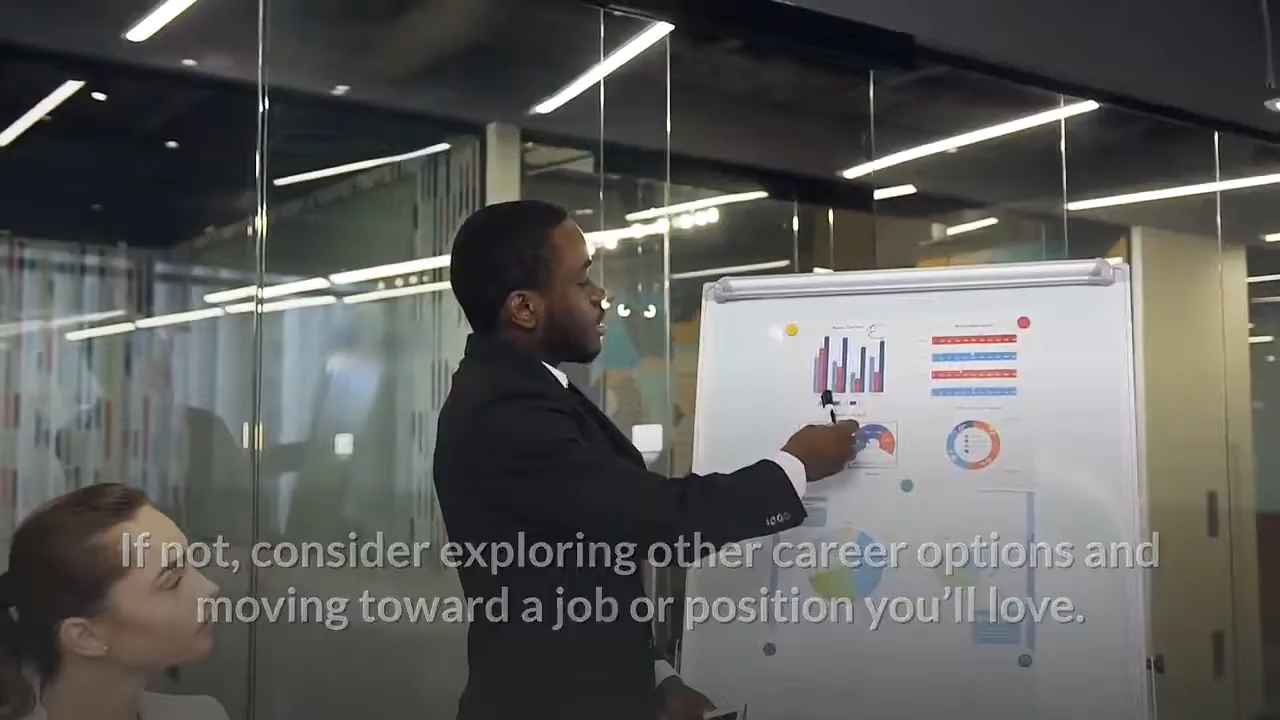 If not, consider exploring other career options and
moving toward a job or position you'll love.